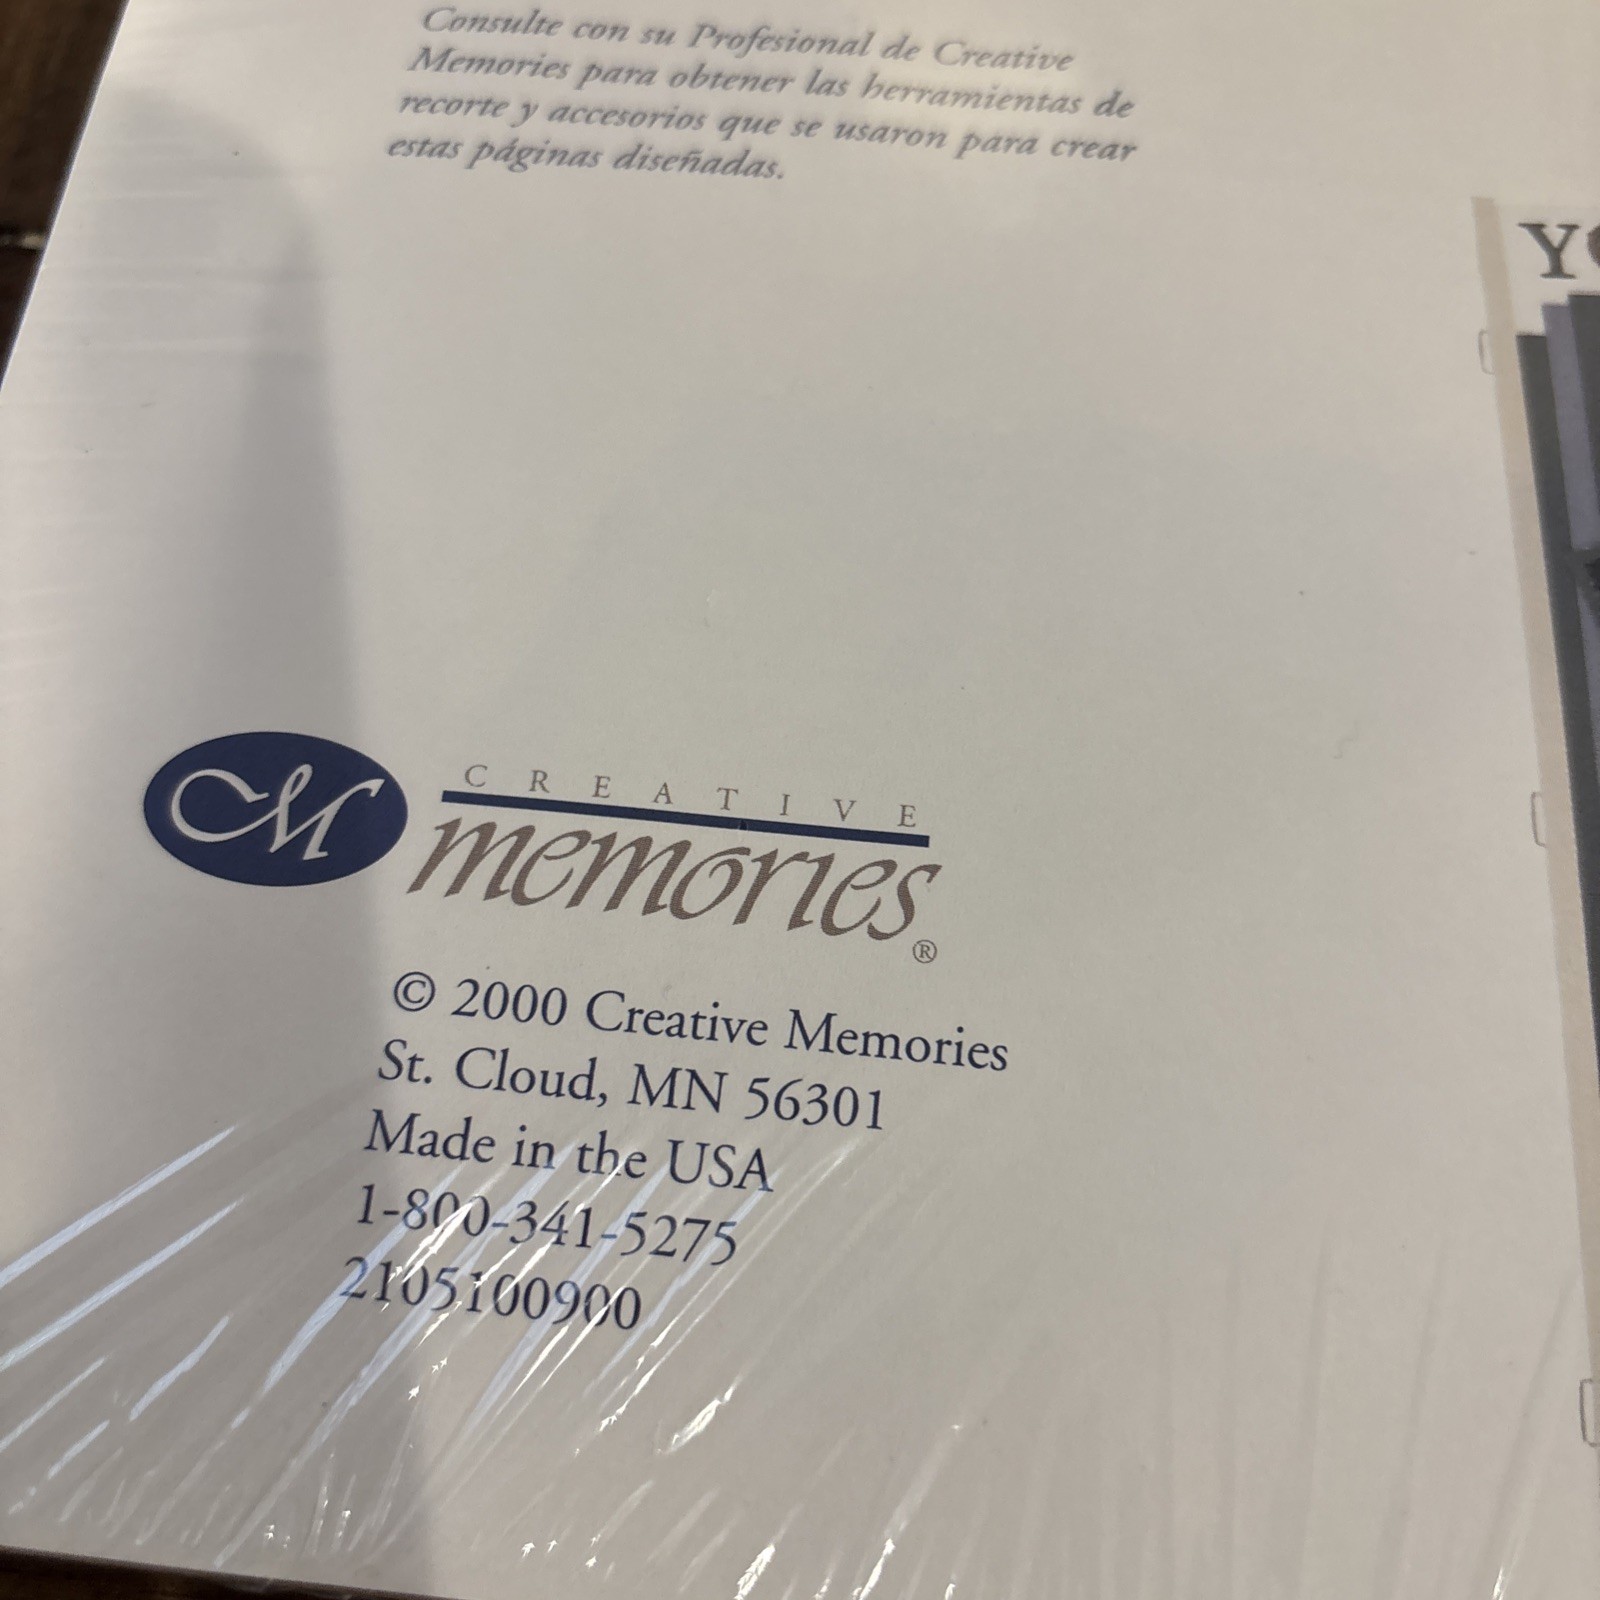 Consulte con su Profesional de Creative
Memories para obtener las herramientas de
recorte y accesorios que se usaron para crear
estas páginas diseñadas.
CM
CREATIVE
memories®
© 2000 Creative Memories
St. Cloud, MN 56301
Made in the USA
1-800-341-5275
2105100900